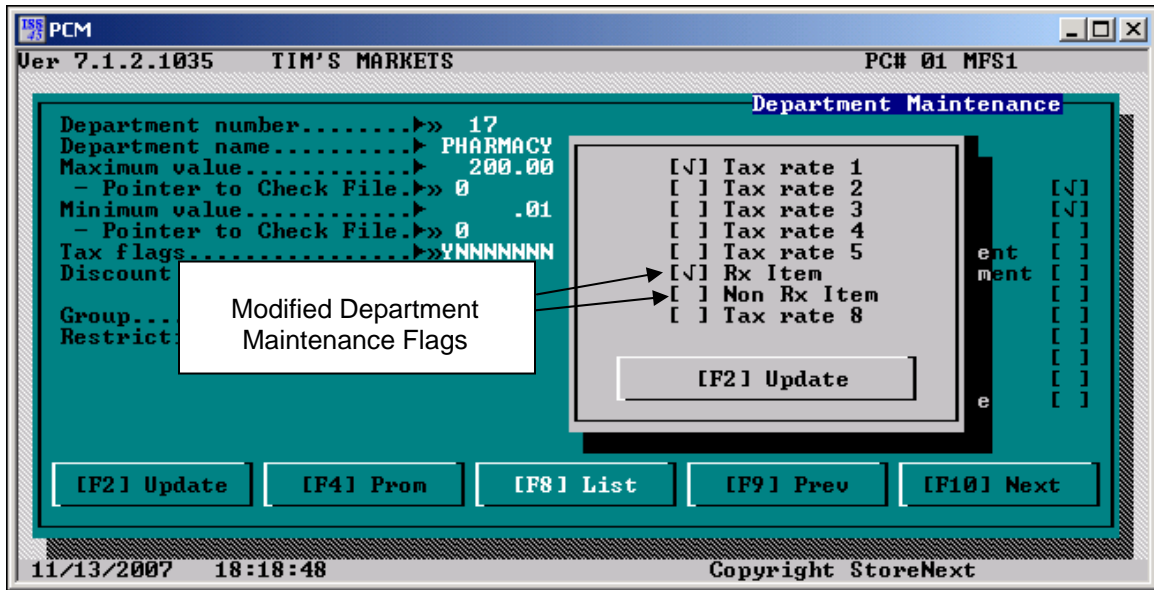 ISS 45 PCM
Ver 7.1.2.1035 TIM'S MARKETS PC# 01 MFS1
Department Maintenance
Department number........►» 17
Department name..........► PHARMACY
Maximum value............► 200.00
- Pointer to Check File.►» 0
Minimum value............► .01
- Pointer to Check File.►» 0
Tax flags................►»YNNNNNNN
Discount
Group...
Restrict
Modified Department
Maintenance Flags
[√] Tax rate 1
[ ] Tax rate 2
[ ] Tax rate 3
[ ] Tax rate 4
[ ] Tax rate 5
[√] Rx Item
[ ] Non Rx Item
[ ] Tax rate 8
[F2] Update
[√]
[√]
[ ]
ent [ ]
ment [ ]
[ ]
[ ]
[ ]
[ ]
[ ]
e [ ]
[F2] Update [F4] Prom [F8] List [F9] Prev [F10] Next
11/13/2007 18:18:48 Copyright StoreNext